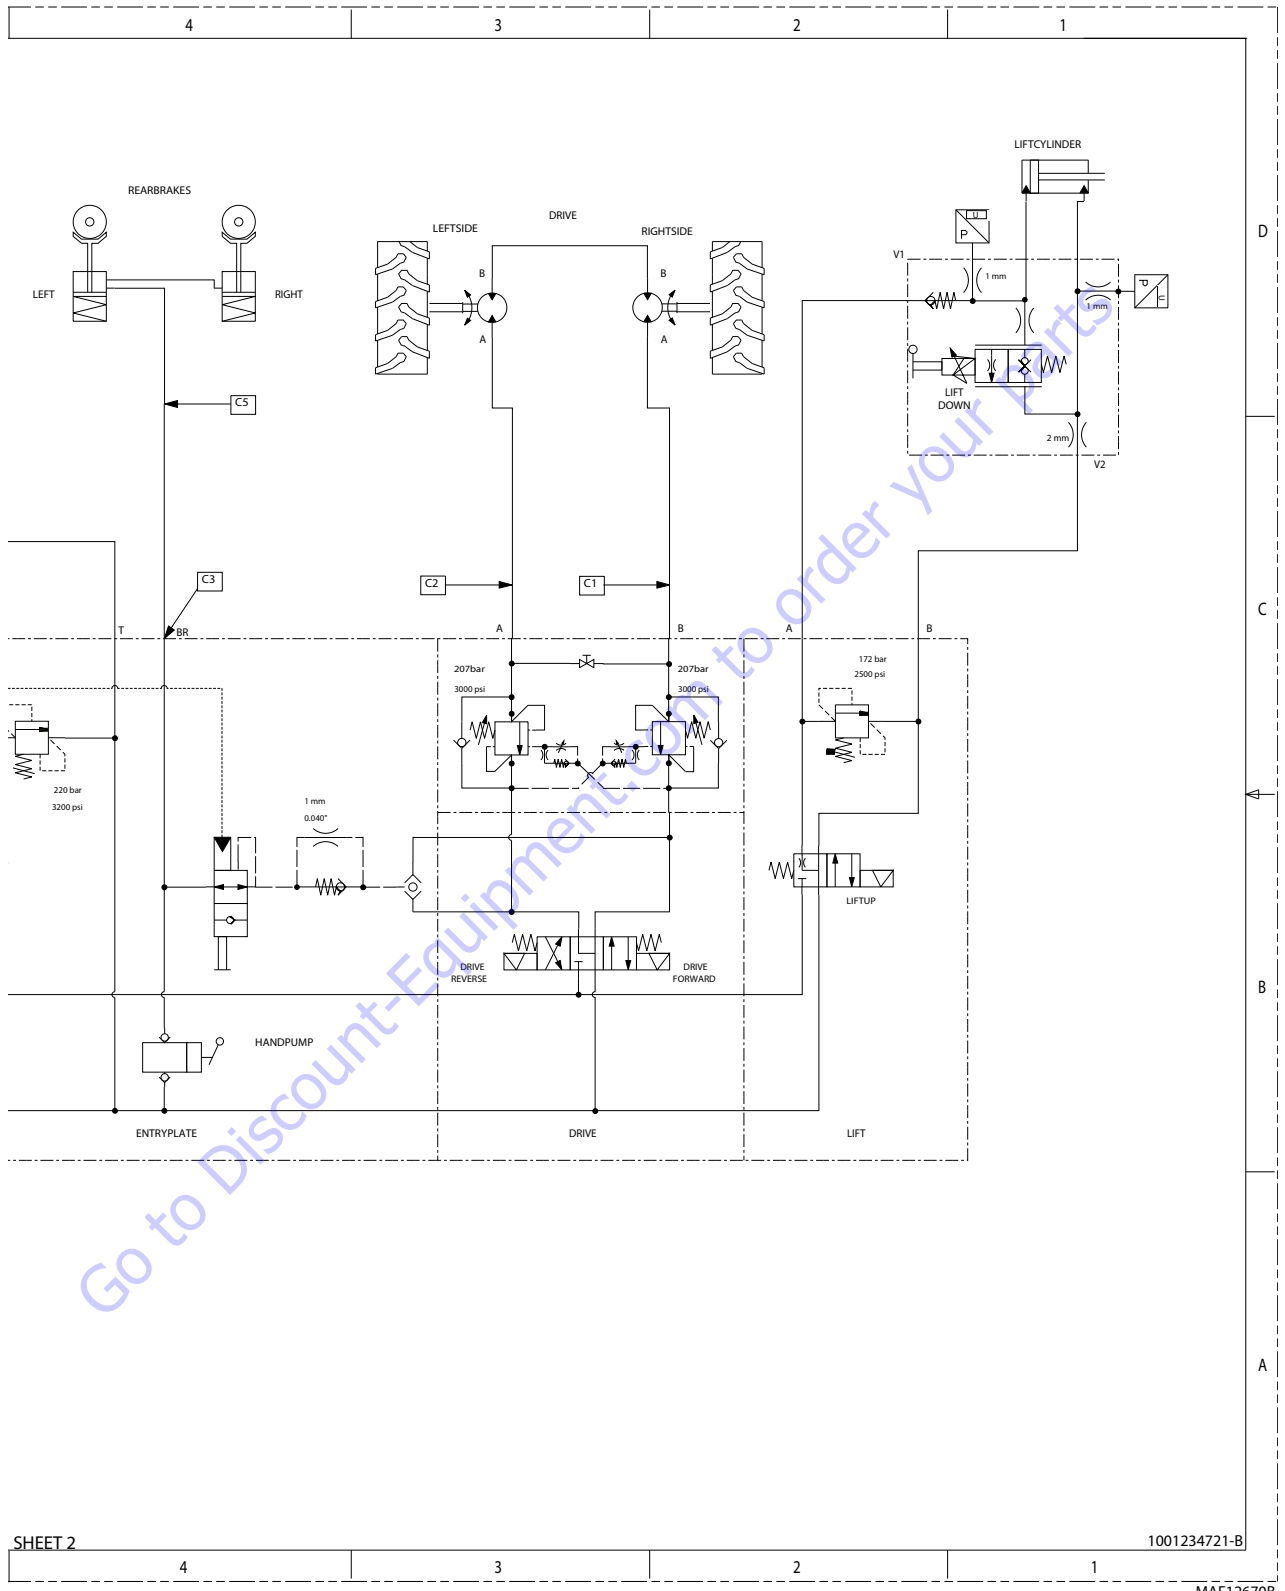 4 3 2 1
LIFTCYLINDER
REARBRAKES
DRIVE
LEFTSIDE
RIGHTSIDE
D
U
P
V1
B
B
1 mm
P
U
LEFT
RIGHT
1 mm
A
A
LIFT
DOWN
C5
2 mm
V2
C3
C2
C1
C
T
BR
A
B
A
B
207bar
3000 psi
207bar
3000 psi
172 bar
2500 psi
220 bar
3200 psi
1 mm
0.040"
LIFTUP
DRIVE
REVERSE
DRIVE
FORWARD
B
HANDPUMP
ENTRYPLATE
DRIVE
LIFT
A
Go to Discount-Equipment.com to order your parts
SHEET 2
1001234721-B
4 3 2 1
MAE12670B